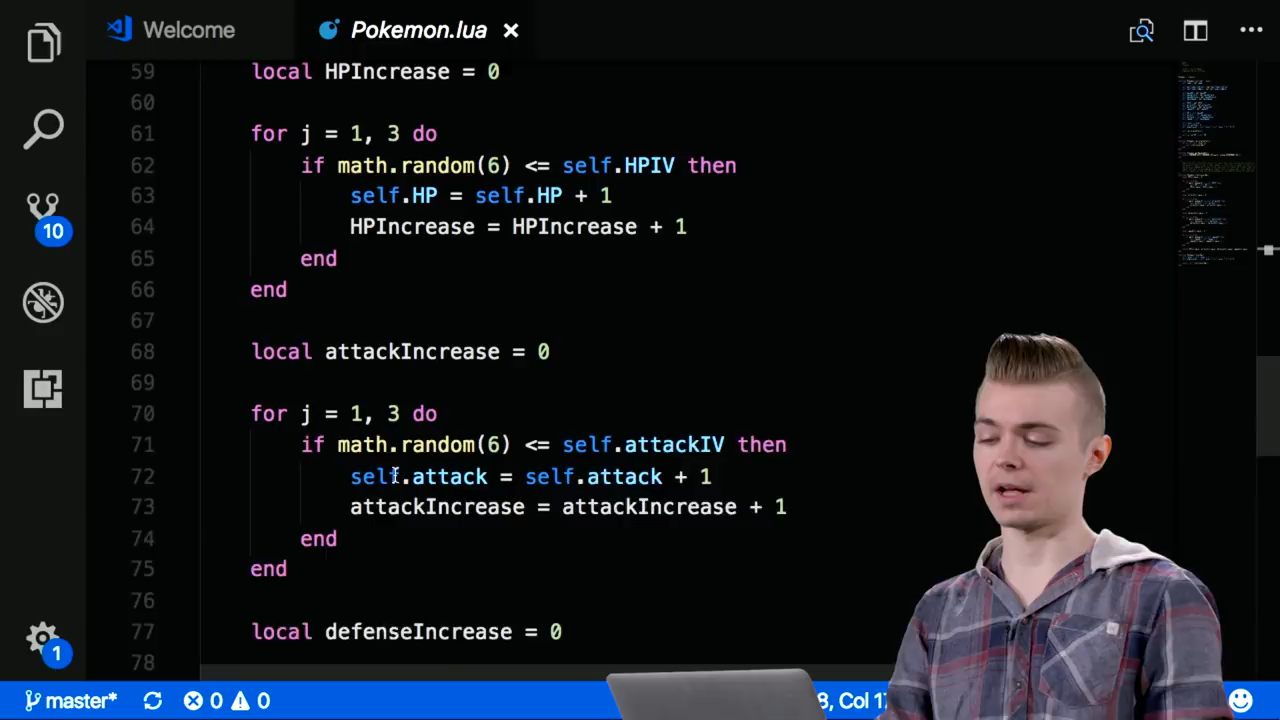 Welcome
Pokemon.lua
59 local HPIncrease = 0
60
61 for j = 1, 3 do
62 if math.random(6) <= self.HPIV then
63 self.HP = self.HP + 1
64 HPIncrease = HPIncrease + 1
65 end
66 end
67
68 local attackIncrease = 0
69
70 for j = 1, 3 do
71 if math.random(6) <= self.attackIV then
72 self.attack = self.attack + 1
73 attackIncrease = attackIncrease + 1
74 end
75 end
76
77 local defenseIncrease = 0
78
10
1
master* 0 0 8, Col 17